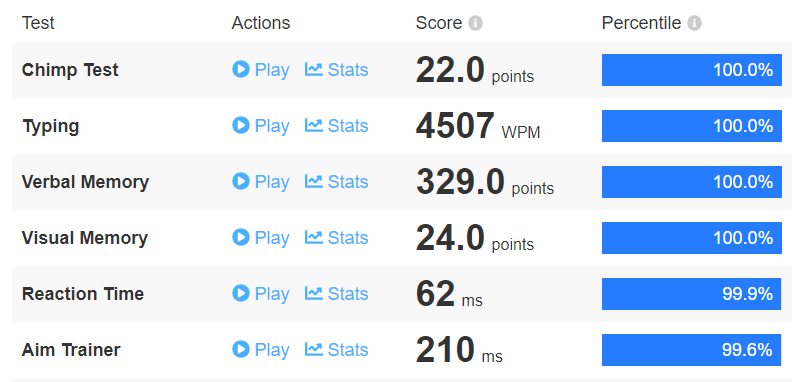 Test Actions Score Percentile
Chimp Test Play Stats 22.0 points 100.0%
Typing Play Stats 4507 WPM 100.0%
Verbal Memory Play Stats 329.0 points 100.0%
Visual Memory Play Stats 24.0 points 100.0%
Reaction Time Play Stats 62 ms 99.9%
Aim Trainer Play Stats 210 ms 99.6%